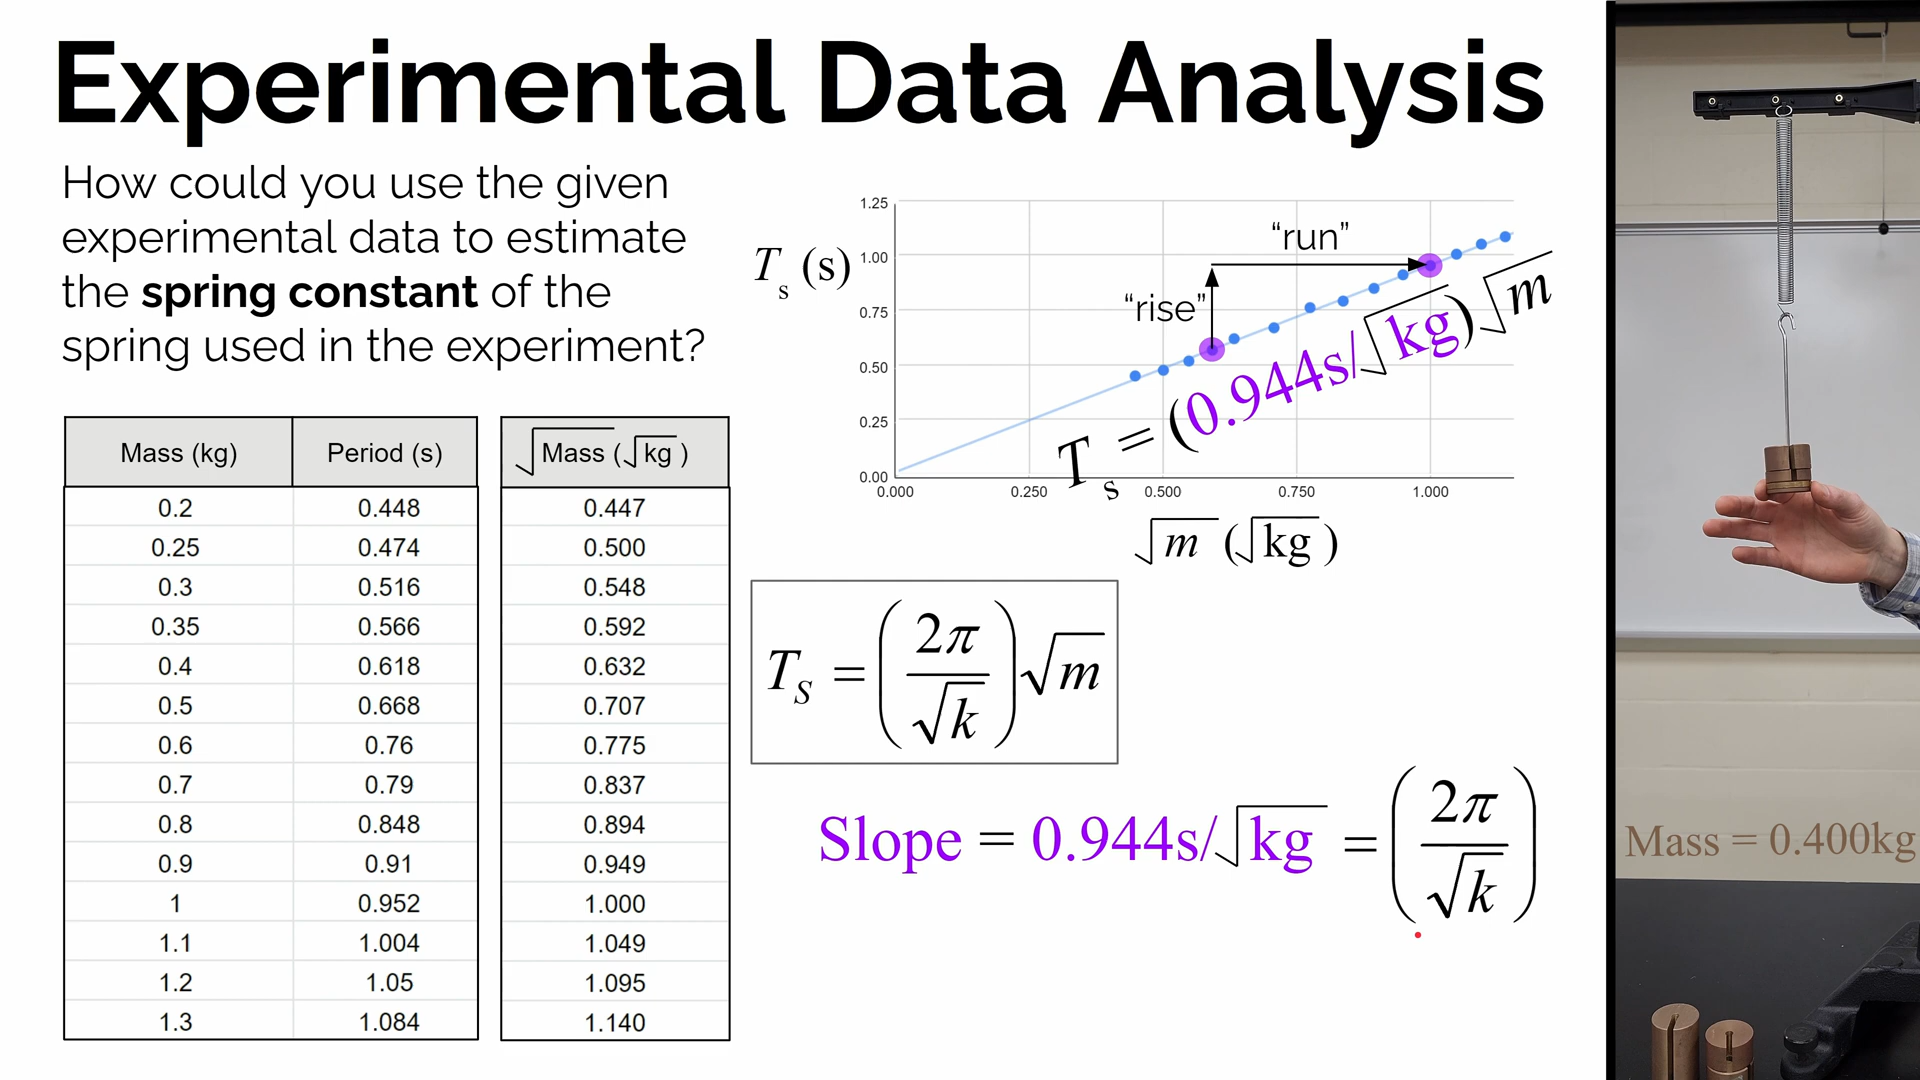 Experimental Data Analysis
How could you use the given
experimental data to estimate
the spring constant of the
spring used in the experiment?
Mass (kg) Period (s) √Mass (√kg)
0.2 0.448 0.447
0.25 0.474 0.500
0.3 0.516 0.548
0.35 0.566 0.592
0.4 0.618 0.632
0.5 0.668 0.707
0.6 0.76 0.775
0.7 0.79 0.837
0.8 0.848 0.894
0.9 0.91 0.949
1 0.952 1.000
1.1 1.004 1.049
1.2 1.05 1.095
1.3 1.084 1.140
Tₛ (s)
1.25
1.00
0.75
0.50
0.25
0.00
0.000 0.250 0.500 0.750 1.000
“run”
“rise”
Tₛ = (0.944s/√kg)√m
√m (√kg)
T_S = (2π/√k)√m
Slope = 0.944s/√kg = (2π/√k)
Mass = 0.400kg